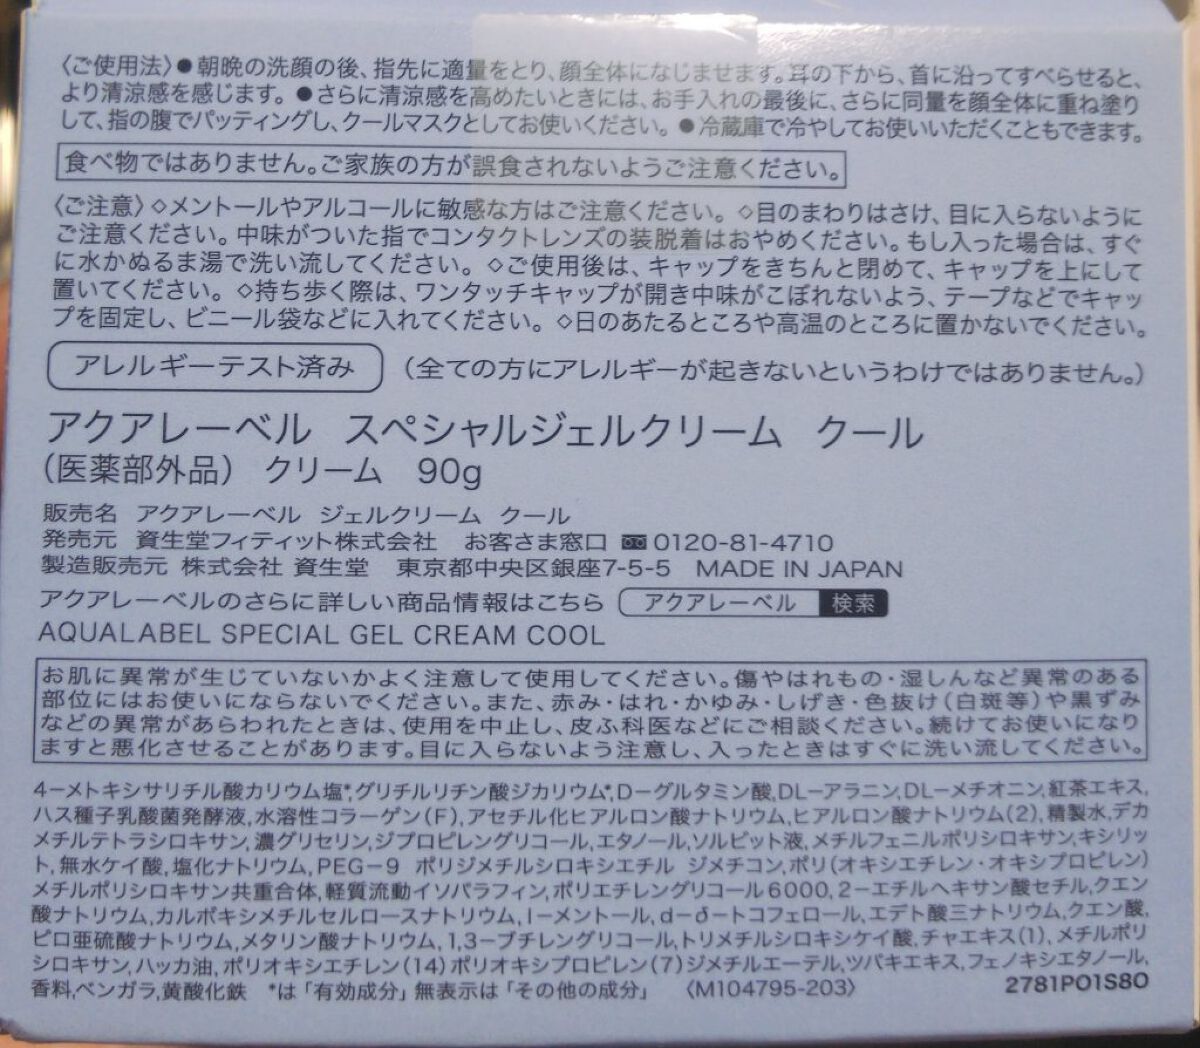 〈ご使用法〉●朝晩の洗顔の後、指先に適量をとり、顔全体になじませます。耳の下から、首に沿ってすべらせると、
より清涼感を感じます。●さらに清涼感を高めたいときには、お手入れの最後に、さらに同量を顔全体に重ね塗り
して、指の腹でパッティングし、クールマスクとしてお使いください。●冷蔵庫で冷やしてお使いいただくこともできます。
食べ物ではありません。ご家族の方が誤食されないようご注意ください。
〈ご注意〉◇メントールやアルコールに敏感な方はご注意ください。◇目のまわりはさけ、目に入らないように
ご注意ください。中味がついた指でコンタクトレンズの装脱着はおやめください。もし入った場合は、すぐ
に水かぬるま湯で洗い流してください。◇ご使用後は、キャップをきちんと閉めて、キャップを上にして
置いてください。◇持ち歩く際は、ワンタッチキャップが開き中味がこぼれないよう、テープなどでキャッ
プを固定し、ビニール袋などに入れてください。◇日のあたるところや高温のところに置かないでください。
アレルギーテスト済み (全ての方にアレルギーが起きないというわけではありません。)
アクアレーベル スペシャルジェルクリーム クール
(医薬部外品) クリーム 90g
販売名 アクアレーベル ジェルクリーム クール
発売元 資生堂フィティット株式会社 お客さま窓口 0120-81-4710
製造販売元 株式会社 資生堂 東京都中央区銀座7-5-5 MADE IN JAPAN
アクアレーベルのさらに詳しい商品情報はこちら アクアレーベル 検索
AQUALABEL SPECIAL GEL CREAM COOL
お肌に異常が生じていないかよく注意して使用してください。傷やはれもの・湿しんなど異常のある
部位にはお使いにならないでください。また、赤み・はれ・かゆみ・しげき・色抜け(白斑等)や黒ずみ
などの異常があらわれたときは、使用を中止し、皮ふ科医などにご相談ください。続けてお使いになり
ますと悪化させることがあります。目に入らないよう注意し、入ったときはすぐに洗い流してください。
4-メトキシサリチル酸カリウム塩*,グリチルリチン酸ジカリウム*,D-グルタミン酸,DL-アラニン,DL-メチオニン,紅茶エキス,
ハス種子乳酸菌発酵液,水溶性コラーゲン(F),アセチル化ヒアルロン酸ナトリウム,ヒアルロン酸ナトリウム(2),精製水,デカ
メチルテトラシロキサン,濃グリセリン,ジプロピレングリコール,エタノール,ソルビット液,メチルフェニルポリシロキサン,キシリッ
ト,無水ケイ酸,塩化ナトリウム,PEG-9 ポリジメチルシロキシエチル ジメチコン,ポリ(オキシエチレン・オキシプロピレン)
メチルポリシロキサン共重合体,軽質流動イソパラフィン,ポリエチレングリコール6000,2-エチルヘキサン酸セチル,クエン
酸ナトリウム,カルボキシメチルセルロースナトリウム,l-メントール,d-δ-トコフェロール,エデト酸三ナトリウム,クエン酸,
ピロ亜硫酸ナトリウム,メタリン酸ナトリウム,1,3-ブチレングリコール,トリメチルシロキシケイ酸,チャエキス(1),メチルポリ
シロキサン,ハッカ油,ポリオキシエチレン(14)ポリオキシプロピレン(7)ジメチルエーテル,ツバキエキス,フェノキシエタノール,
香料,ベンガラ,黄酸化鉄 *は「有効成分」無表示は「その他の成分」 〈M104795-203〉 2781P01S80